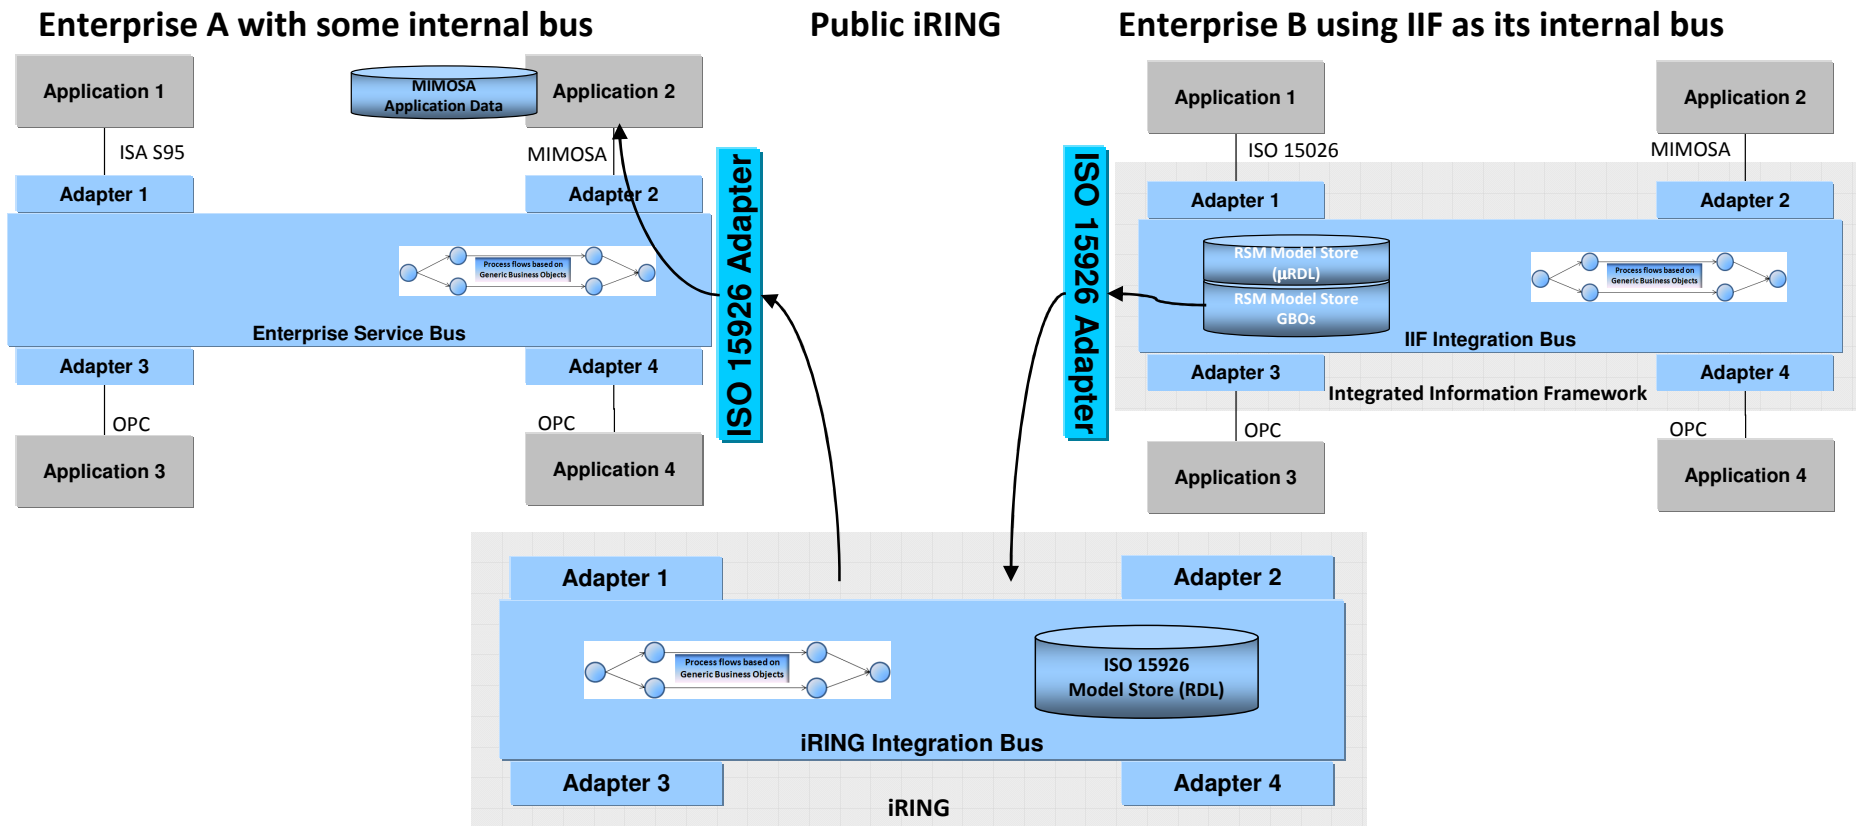 Enterprise A with some internal bus
Public iRING
Enterprise B using IIF as its internal bus
Application 1
MIMOSA
Application Data
Application 2
ISA S95
MIMOSA
Adapter 1
Adapter 2
Process flows based on
Generic Business Objects
Enterprise Service Bus
Adapter 3
Adapter 4
OPC
OPC
Application 3
Application 4
ISO 15926 Adapter
ISO 15926 Adapter
Application 1
Application 2
ISO 15026
MIMOSA
Adapter 1
Adapter 2
RSM Model Store
(µRDL)
RSM Model Store
GBOs
Process flows based on
Generic Business Objects
IIF Integration Bus
Adapter 3
Adapter 4
Integrated Information Framework
OPC
OPC
Application 3
Application 4
Adapter 1
Adapter 2
Process flows based on
Generic Business Objects
ISO 15926
Model Store (RDL)
iRING Integration Bus
Adapter 3
Adapter 4
iRING